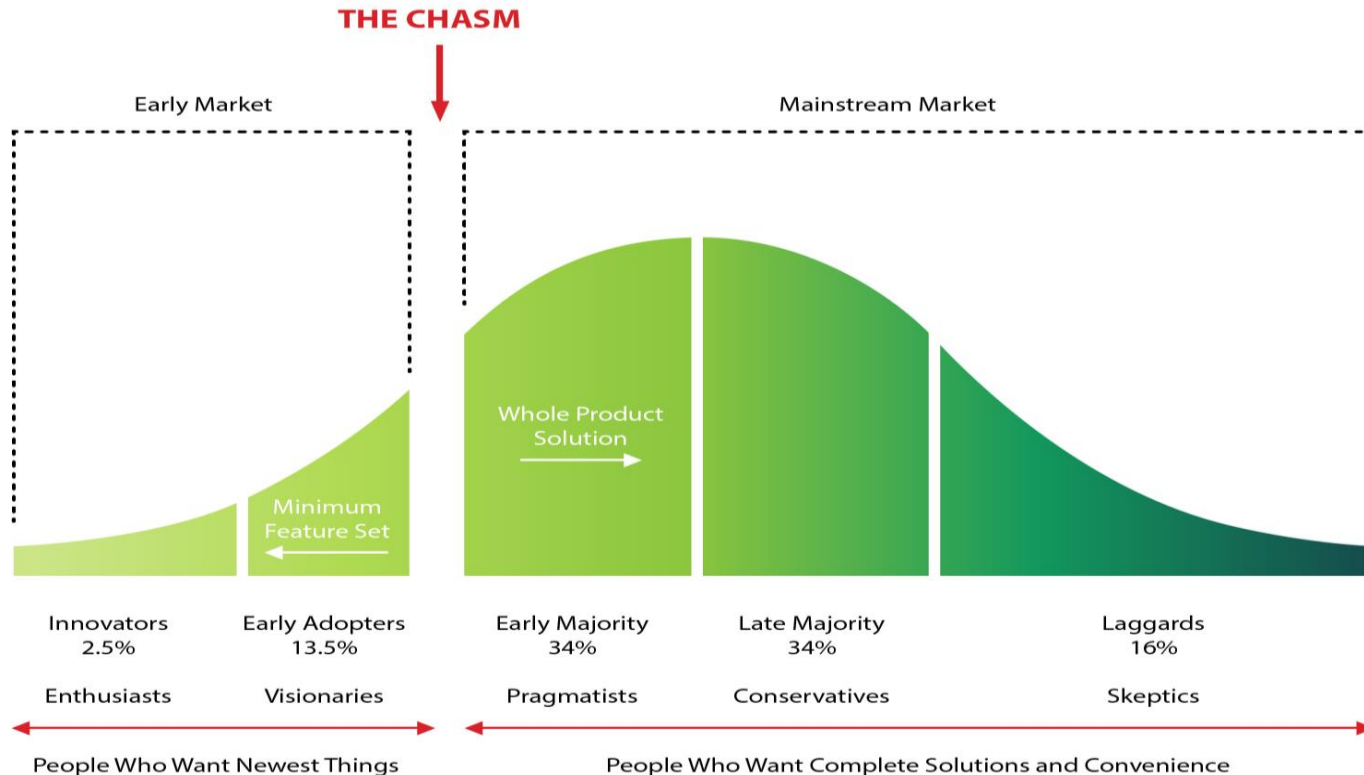 THE CHASM
Early Market
Mainstream Market
Whole Product
Solution
Minimum
Feature Set
Innovators
2.5%
Early Adopters
13.5%
Early Majority
34%
Late Majority
34%
Laggards
16%
Enthusiasts
Visionaries
Pragmatists
Conservatives
Skeptics
People Who Want Newest Things
People Who Want Complete Solutions and Convenience